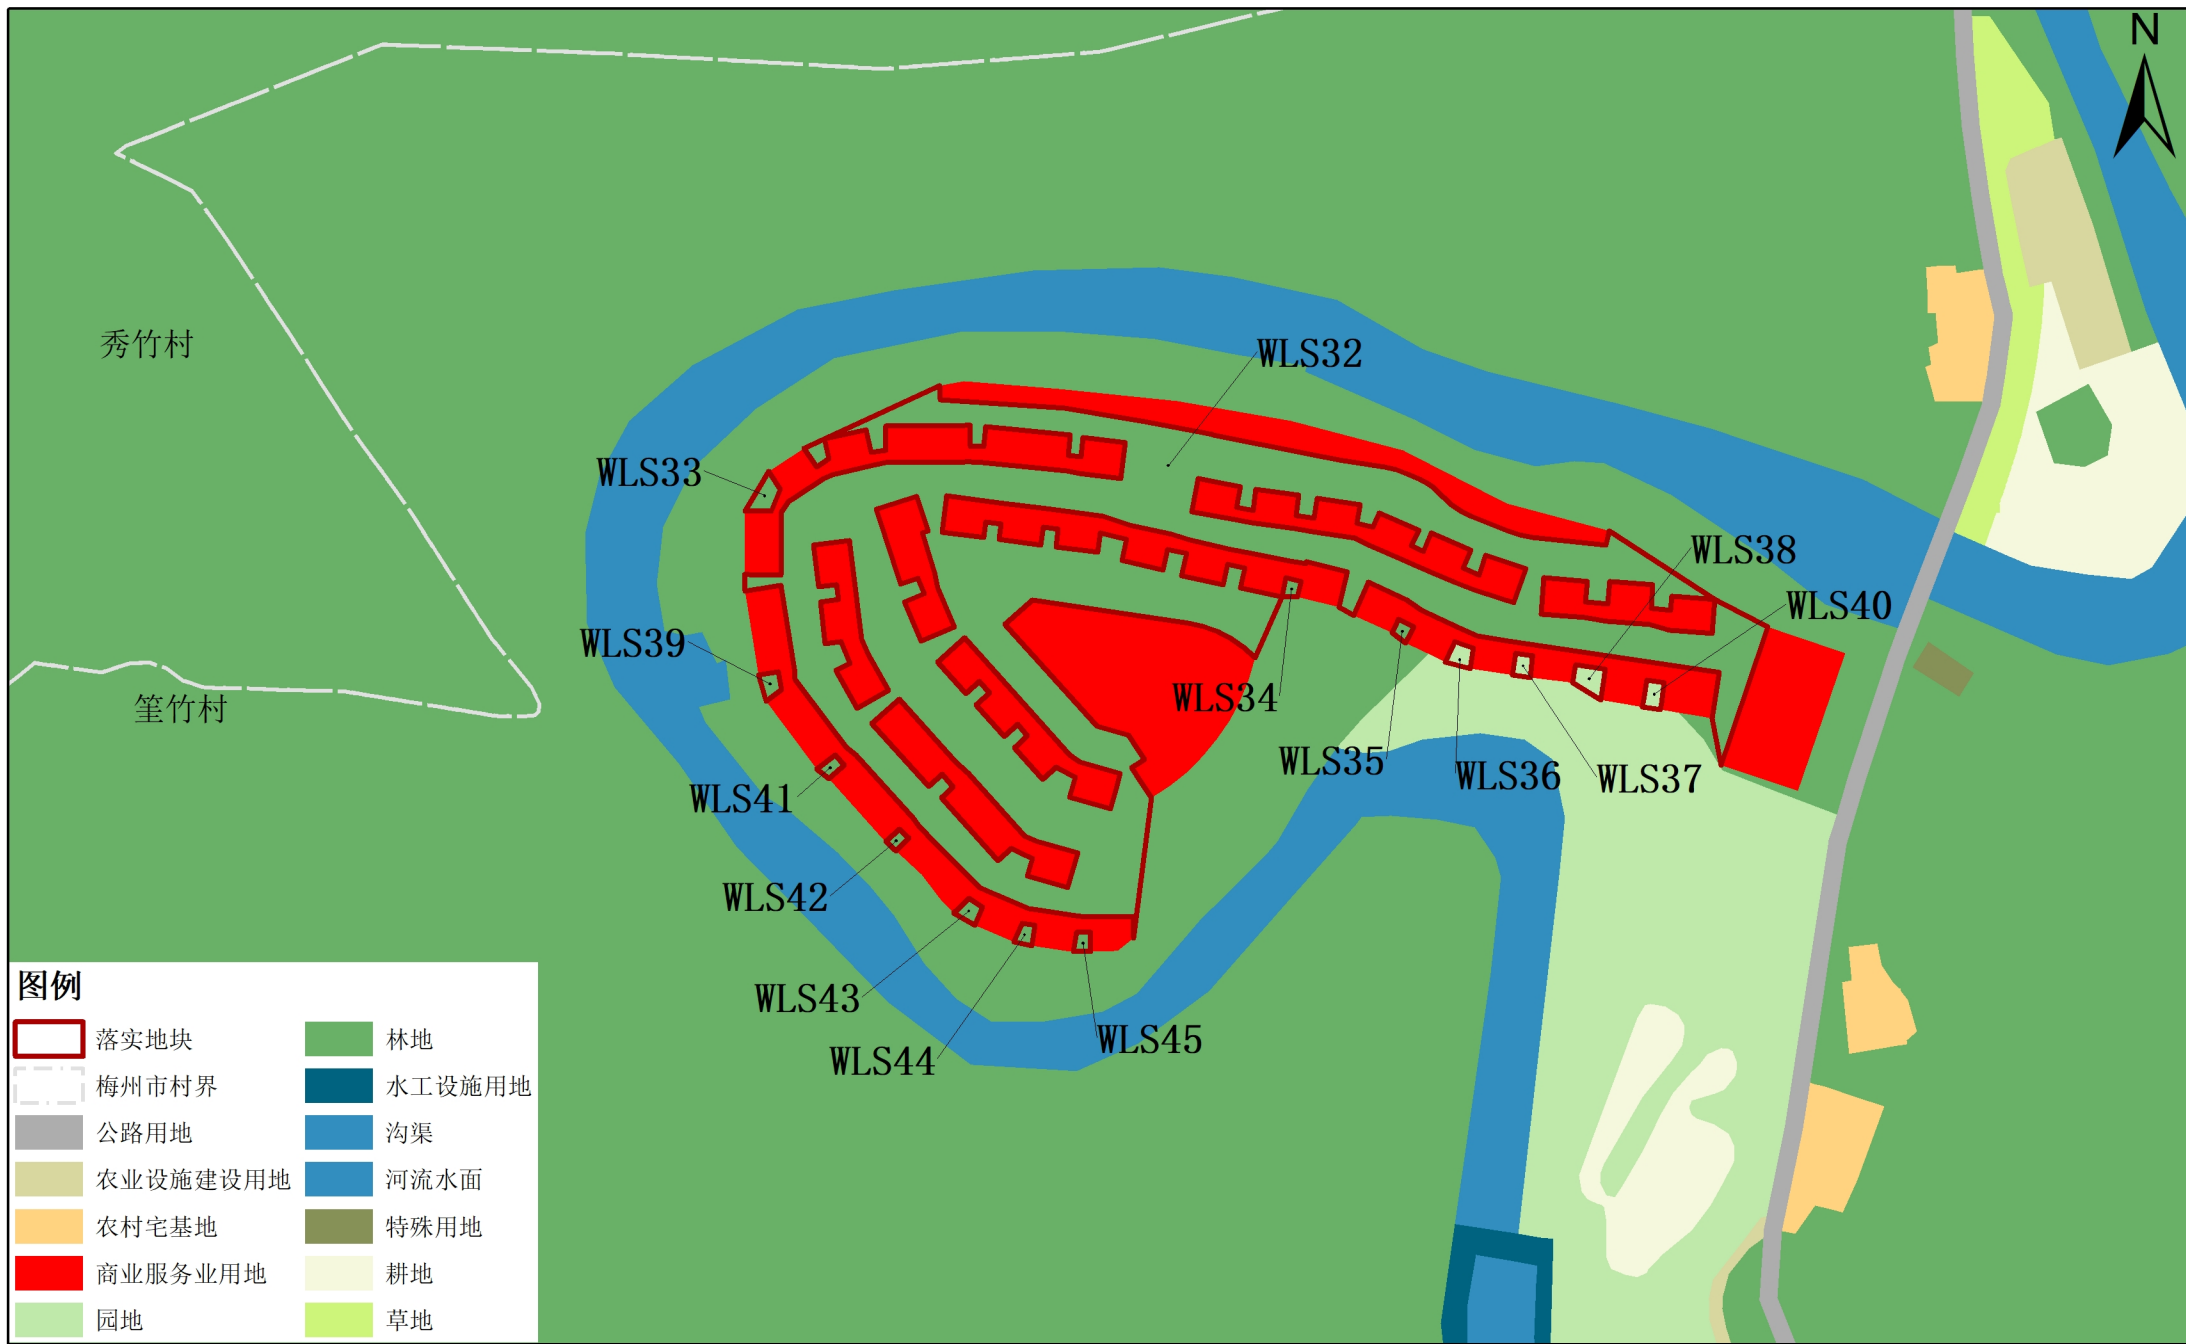 N
秀竹村
WLS32
WLS33
WLS38
WLS40
WLS39
筀竹村
WLS34
WLS35
WLS36
WLS37
WLS41
WLS42
WLS43
WLS44
WLS45
图例
落实地块
林地
梅州市村界
水工设施用地
公路用地
沟渠
农业设施建设用地
河流水面
农村宅基地
特殊用地
商业服务业用地
耕地
园地
草地